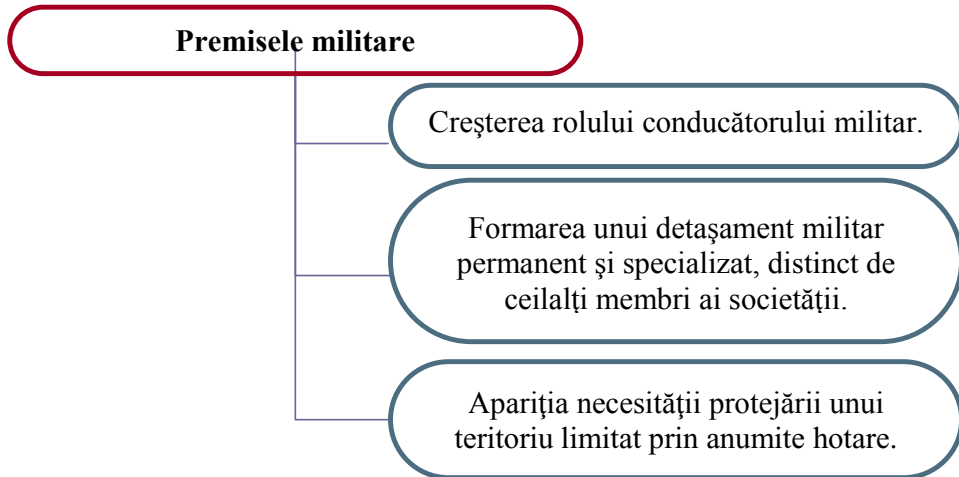 Premisele militare
Creşterea rolului conducătorului militar.
Formarea unui detaşament militar
permanent şi specializat, distinct de
ceilalţi membri ai societăţii.
Apariţia necesităţii protejării unui
teritoriu limitat prin anumite hotare.